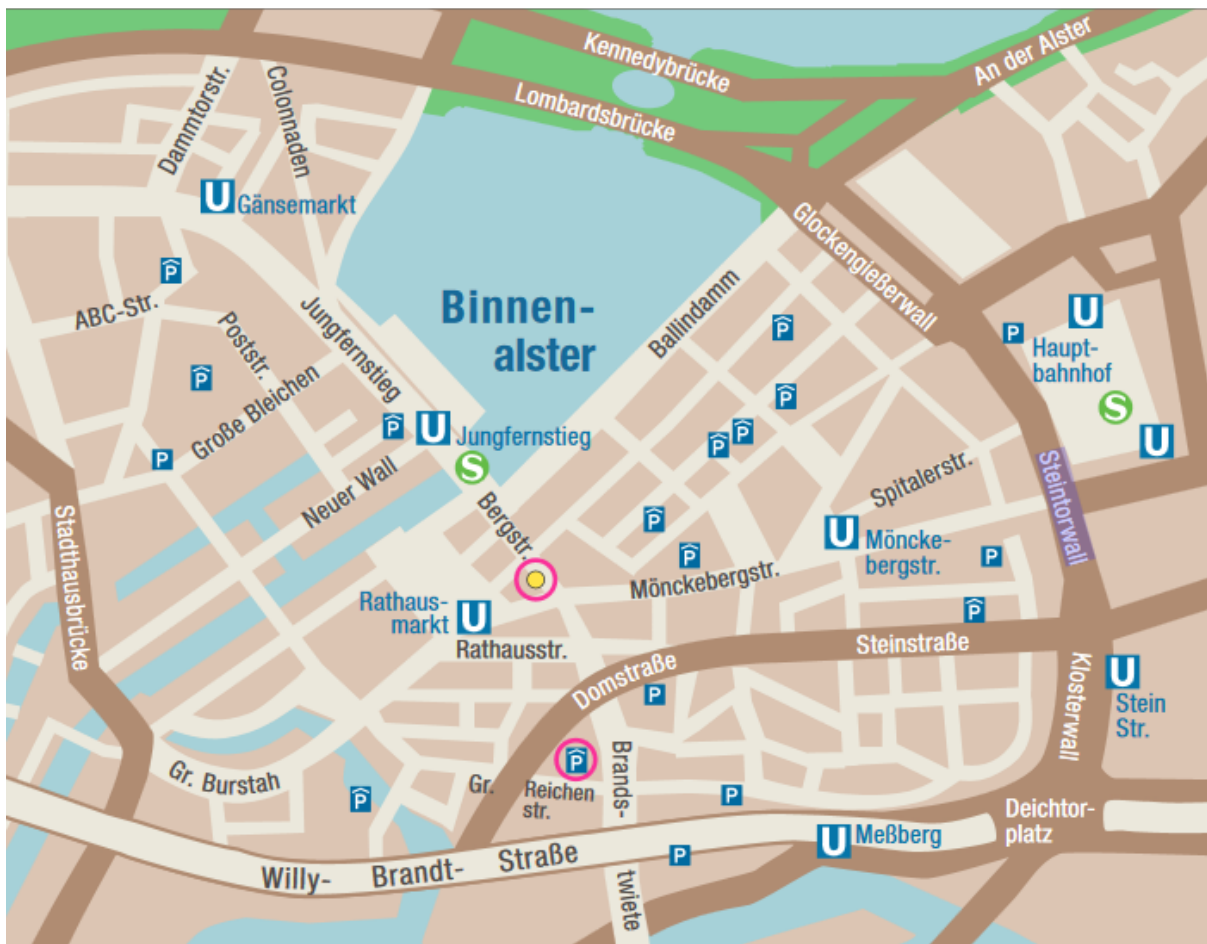 Kennedybrücke
An der Alster
Lombardsbrücke
Dammtorstr.
Colonnaden
U Gänsemarkt
Glockengießerwall
P
ABC-Str.
Poststr.
Jungfernstieg
Binnen-
alster
Ballindamm
P
P
U
Haupt-
bahnhof
S
U
P
Große Bleichen
P
U Jungfernstieg
P
P
P
P
S
Neuer Wall
Spitalerstr.
Steintorwall
Stadthausbrücke
Bergstr.
P
P
U Möncke-
bergstr.
P
Mönckebergstr.
Rathaus-
markt
U
P
Rathausstr.
Steinstraße
Domstraße
P
Klosterwall
U
Stein
Str.
Gr. Burstah
P
Gr. Reichen
str.
P
Brands-
twiete
P
Deichtor-
platz
U Meßberg
P
Willy- Brandt- Straße